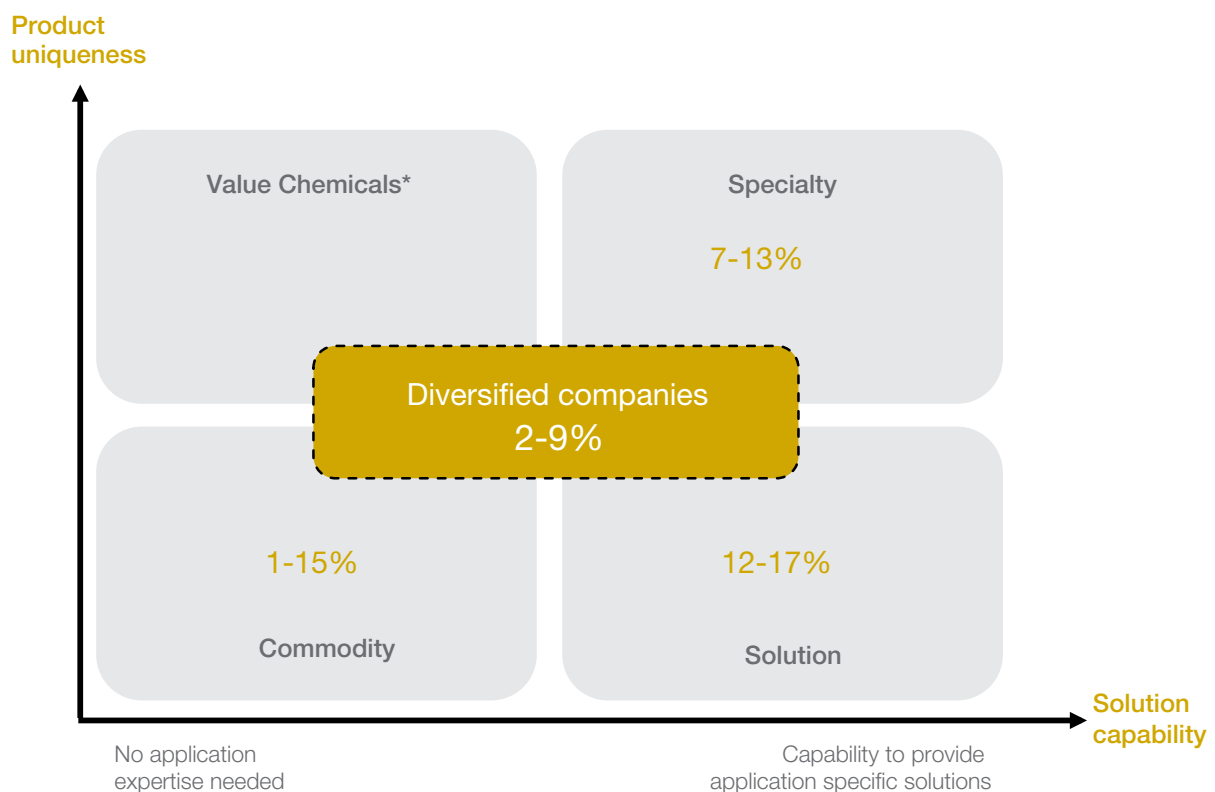 Product
uniqueness
Value Chemicals*
Specialty
7-13%
Diversified companies
2-9%
1-15%
12-17%
Commodity
Solution
Solution
capability
No application
expertise needed
Capability to provide
application specific solutions